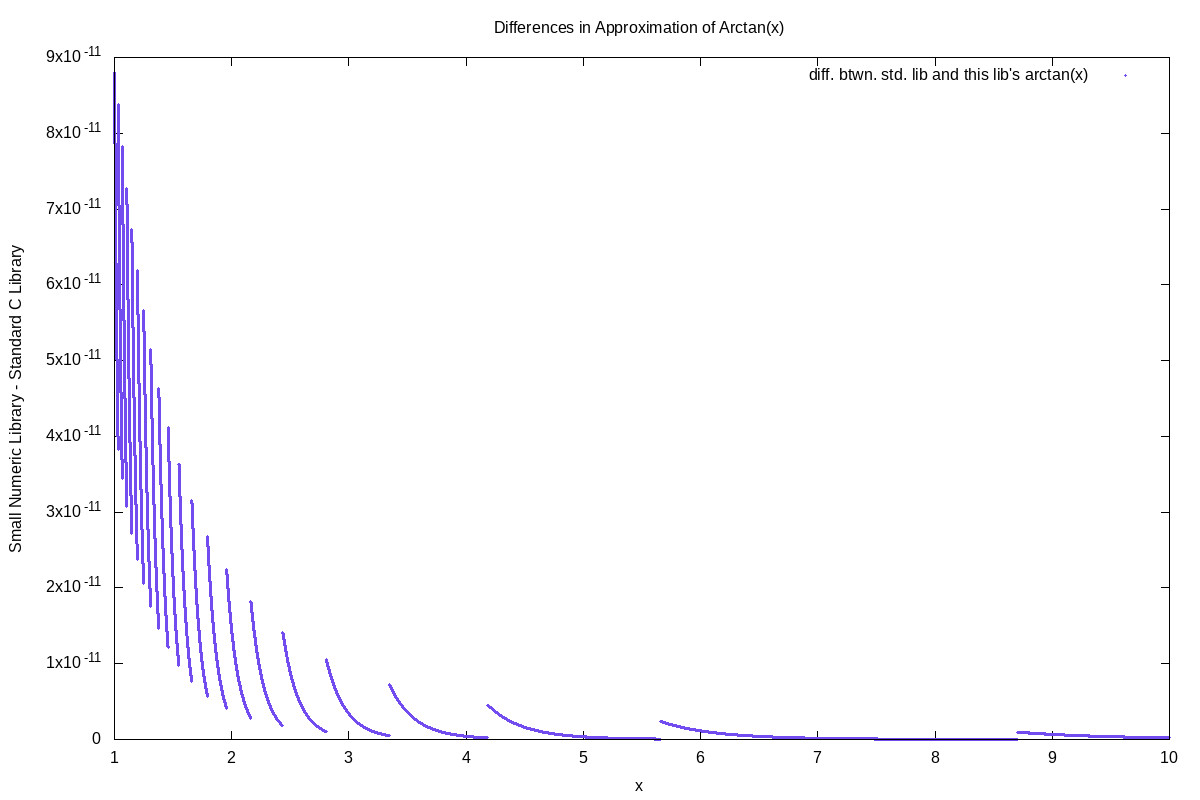 Differences in Approximation of Arctan(x)
diff. btwn. std. lib and this lib's arctan(x)
Small Numeric Library - Standard C Library
9x10-11
8x10-11
7x10-11
6x10-11
5x10-11
4x10-11
3x10-11
2x10-11
1x10-11
0
1 2 3 4 5 6 7 8 9 10
x